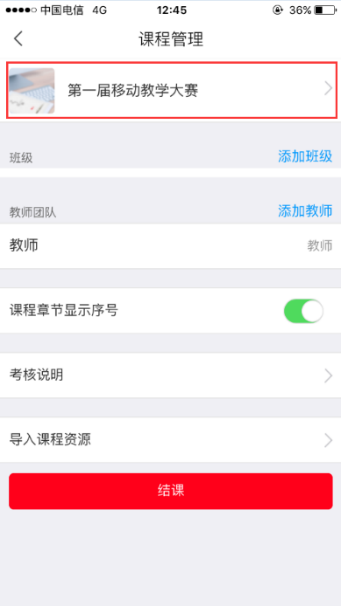 中国电信 4G 12:45 36%
课程管理
第一届移动教学大赛
班级 添加班级
教师团队 添加教师
教师 教师
课程章节显示序号
考核说明
导入课程资源
结课